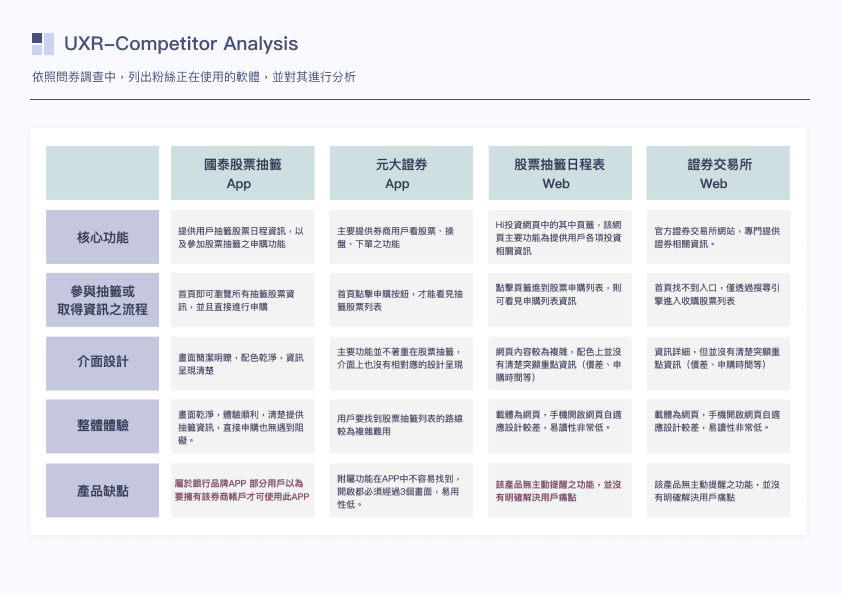 UXR–Competitor Analysis
依照問券調查中，列出粉絲正在使用的軟體，並對其進行分析
國泰股票抽籤
App
元大證券
App
股票抽籤日程表
Web
證券交易所
Web
核心功能
提供用戶抽籤股票日程資訊，以
及參加股票抽籤之申購功能
主要提供券商用戶看股票、操
盤、下單之功能
HI投資網頁中的其中頁籤，該網
頁主要功能為提供用戶各項投資
相關資訊
官方證券交易所網站，專門提供
證券相關資訊。
參與抽籤或
取得資訊之流程
首頁即可瀏覽所有抽籤股票資
訊，並且直接進行申購
首頁點擊申購按鈕，才能看見抽
籤股票列表
點擊頁籤進到股票申購列表，則
可看見申購列表資訊
首頁找不到入口，僅透過搜尋引
擎進入收購股票列表
介面設計
畫面簡潔明瞭，配色乾淨，資訊
呈現清楚
主要功能並不著重在股票抽籤，
介面上也沒有相對應的設計呈現
網頁內容較為複雜，配色上並沒
有清楚突顯重點資訊（價差、申
購時間等）
資訊詳細，但並沒有清楚突顯重
點資訊（價差、申購時間等）
整體體驗
畫面乾淨，體驗順利，清楚提供
抽籤資訊，直接申購也無遇到阻
礙。
用戶要找到股票抽籤列表的路線
較為複雜難用
載體為網頁，手機開啟網頁自適
應設計較差，易讀性非常低。
載體為網頁，手機開啟網頁自適
應設計較差，易讀性非常低。
產品缺點
屬於銀行品牌APP 部分用戶以為
要擁有該券商帳戶才可使用此APP
附屬功能在APP中不容易找到，
開啟都必須經過3個畫面，易用
性低。
該產品無主動提醒之功能，並沒
有明確解決用戶痛點
該產品無主動提醒之功能，並沒
有明確解決用戶痛點